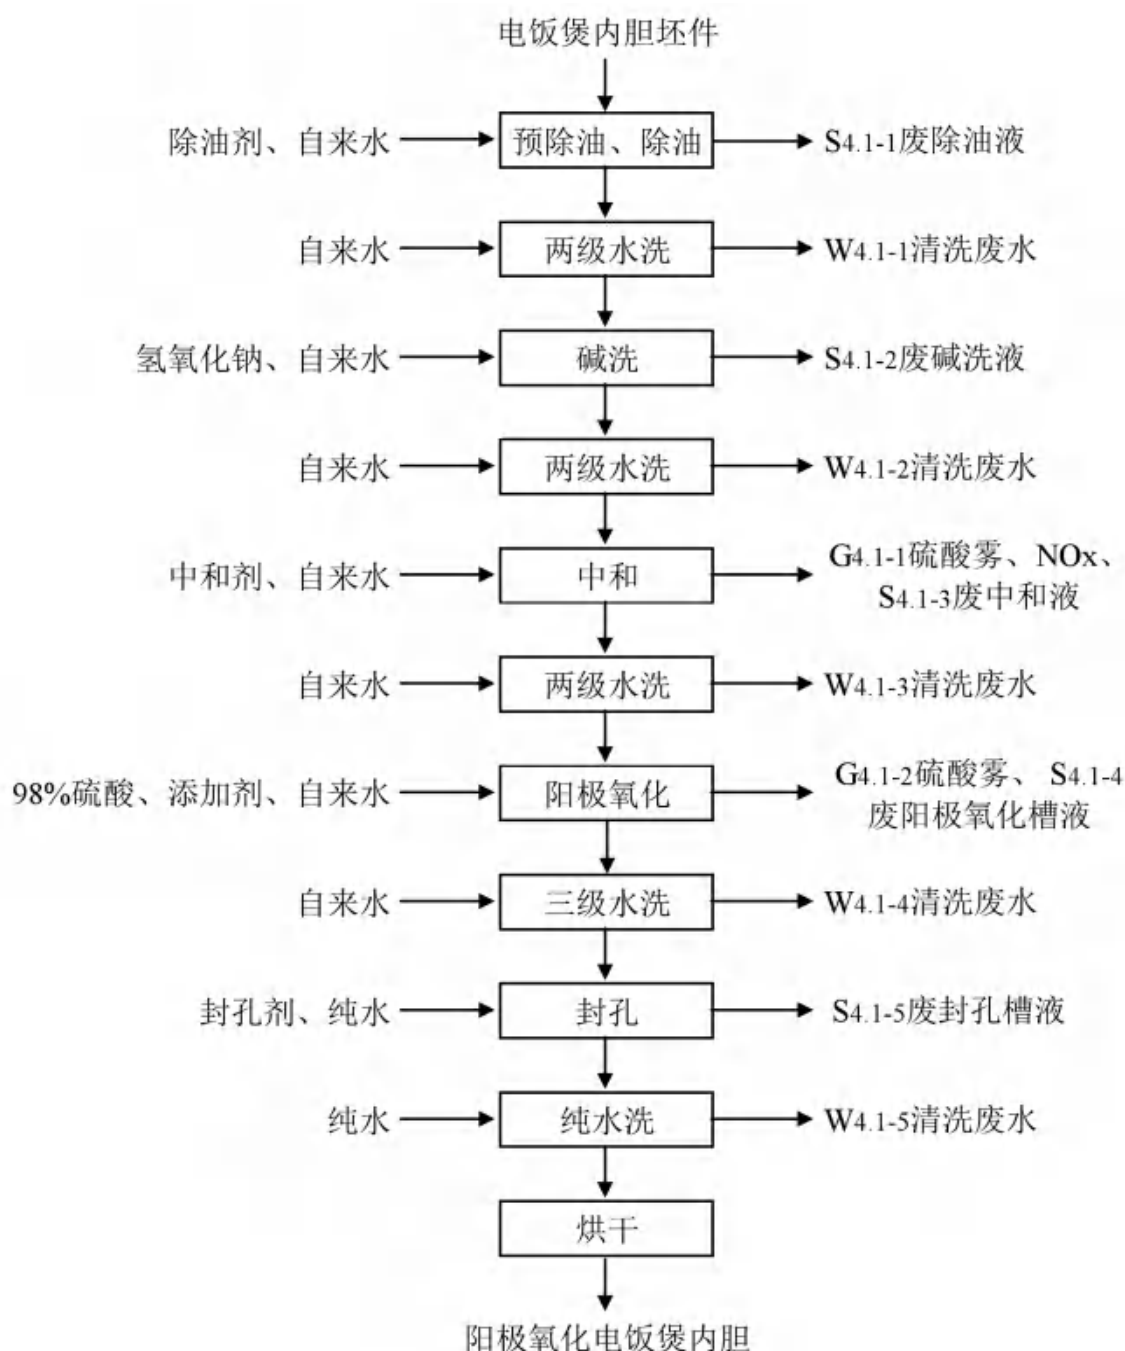 电饭煲内胆坯件
除油剂、自来水
预除油、除油
S4.1-1废除油液
自来水
两级水洗
W4.1-1清洗废水
氢氧化钠、自来水
碱洗
S4.1-2废碱洗液
自来水
两级水洗
W4.1-2清洗废水
中和剂、自来水
中和
G4.1-1硫酸雾、NOx、
S4.1-3废中和液
自来水
两级水洗
W4.1-3清洗废水
98%硫酸、添加剂、自来水
阳极氧化
G4.1-2硫酸雾、 S4.1-4
废阳极氧化槽液
自来水
三级水洗
W4.1-4清洗废水
封孔剂、纯水
封孔
S4.1-5废封孔槽液
纯水
纯水洗
W4.1-5清洗废水
烘干
阳极氧化电饭煲内胆